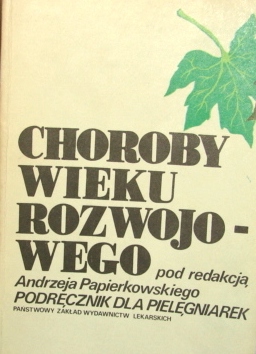 CHOROBY
WIEKU
ROZWOJO-
WEGO pod redakcją
Andrzeja Papierkowskiego
PODRĘCZNIK DLA PIELĘGNIAREK
PAŃSTWOWY ZAKŁAD WYDAWNICTW LEKARSKICH